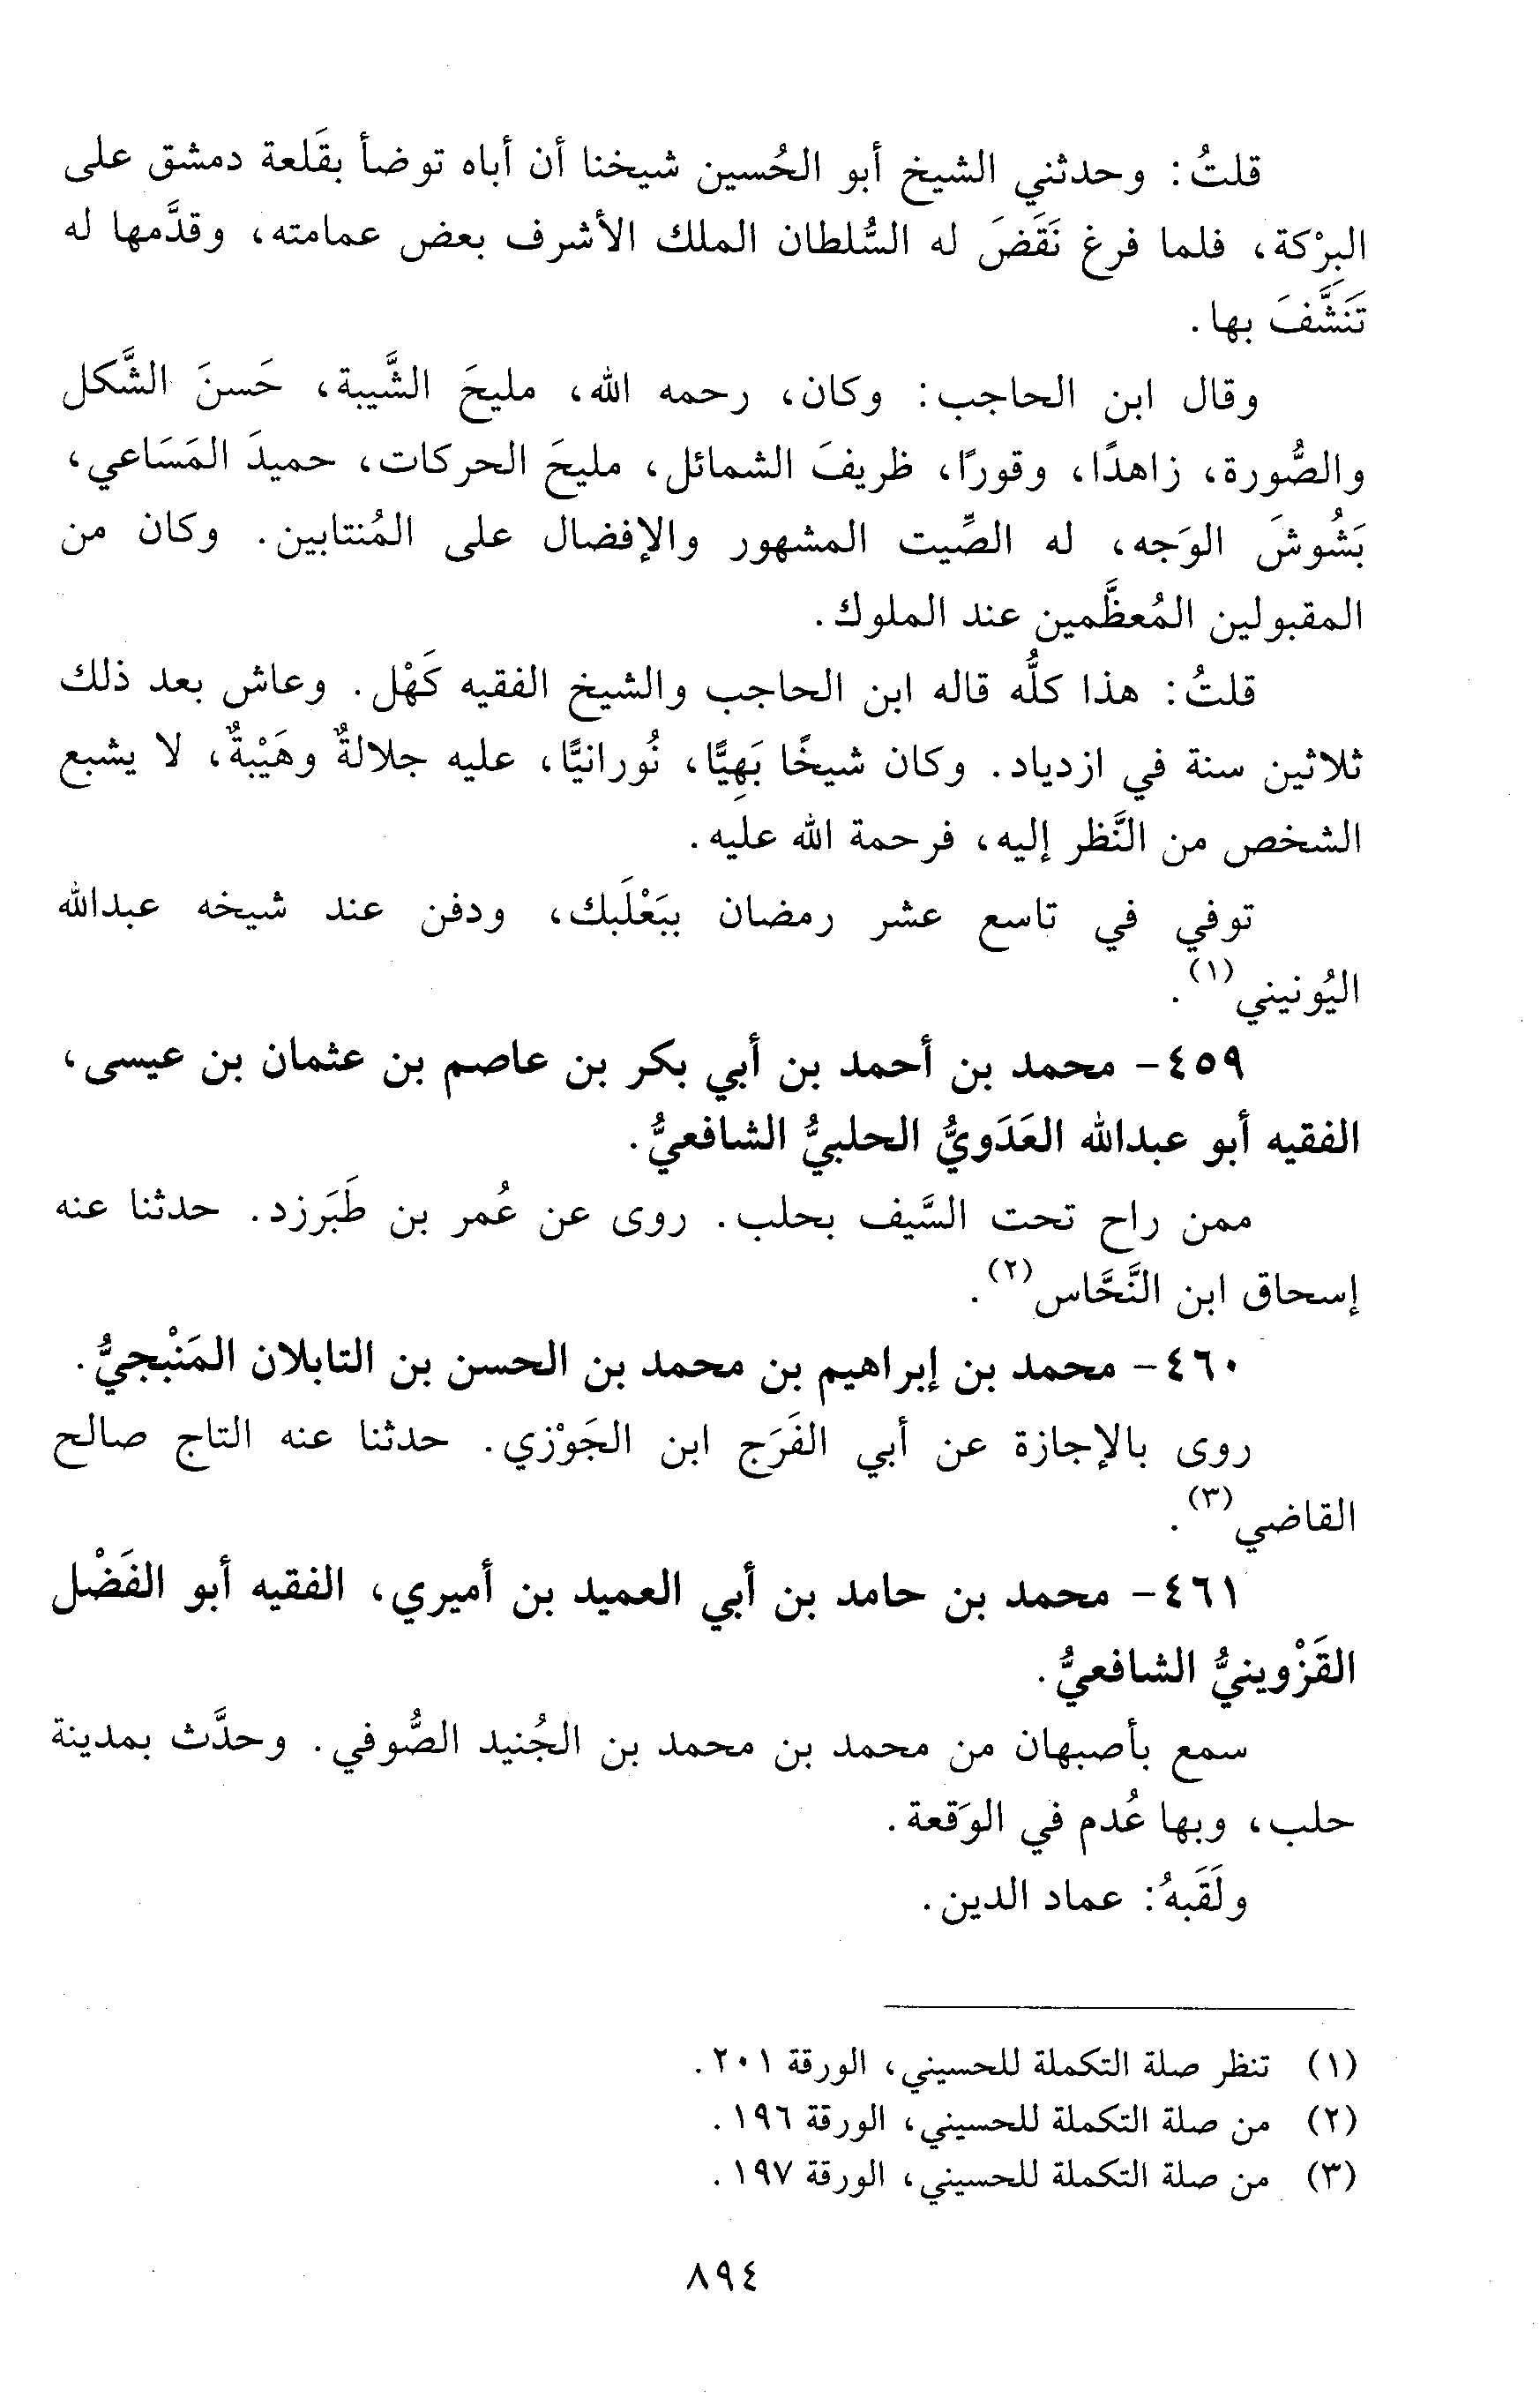 قلتُ: وحدثني الشيخ أبو الحُسين شيخنا أن أباه توضأ بقَلعة دمشق على
البِرْكة، فلما فرغ نَقَضَ له السُّلطان الملك الأشرف بعض عمامته، وقدَّمها له
تَنَشَّفَ بها.
وقال ابن الحاجب: وكان، رحمه الله، مليحَ الشَّيبة، حَسنَ الشَّكل
والصُّورة، زاهدًا، وقورًا، ظريفَ الشمائل، مليحَ الحركات، حميدَ المَسَاعي،
بَشُوشَ الوَجه، له الصِّيت المشهور والإفضال على المُنتابين. وكان من
المقبولين المُعظَّمين عند الملوك.
قلتُ: هذا كلُّه قاله ابن الحاجب والشيخ الفقيه كَهْل. وعاش بعد ذلك
ثلاثين سنة في ازدياد. وكان شيخًا بَهِيًّا، نُورانيًّا، عليه جلالةٌ وهَيْبةٌ، لا يشبع
الشخص من النَّظر إليه، فرحمة الله عليه.
توفي في تاسع عشر رمضان ببَعْلَبك، ودفن عند شيخه عبدالله
اليُونيني(١).
٤٥٩- محمد بن أحمد بن أبي بكر بن عاصم بن عثمان بن عيسى،
الفقيه أبو عبدالله العَدَويُّ الحلبيُّ الشافعيُّ.
ممن راح تحت السَّيف بحلب. روى عن عُمر بن طَبَرزد. حدثنا عنه
إسحاق ابن النَّحَّاس(٢).
٤٦٠- محمد بن إبراهيم بن محمد بن الحسن بن التابلان المَنْبجيُّ.
روى بالإجازة عن أبي الفَرَج ابن الجَوْزي. حدثنا عنه التاج صالح
القاضي(٣).
٤٦١- محمد بن حامد بن أبي العميد بن أميري، الفقيه أبو الفَضْل
القَزْوينيُّ الشافعيُّ.
سمع بأصبهان من محمد بن محمد بن الجُنيد الصُّوفي. وحدَّث بمدينة
حلب، وبها عُدم في الوَقعة.
ولَقَبهُ: عماد الدين.
(١) تنظر صلة التكملة للحسيني، الورقة ٢٠١.
(٢) من صلة التكملة للحسيني، الورقة ١٩٦.
(٣) من صلة التكملة للحسيني، الورقة ١٩٧.
٨٩٤